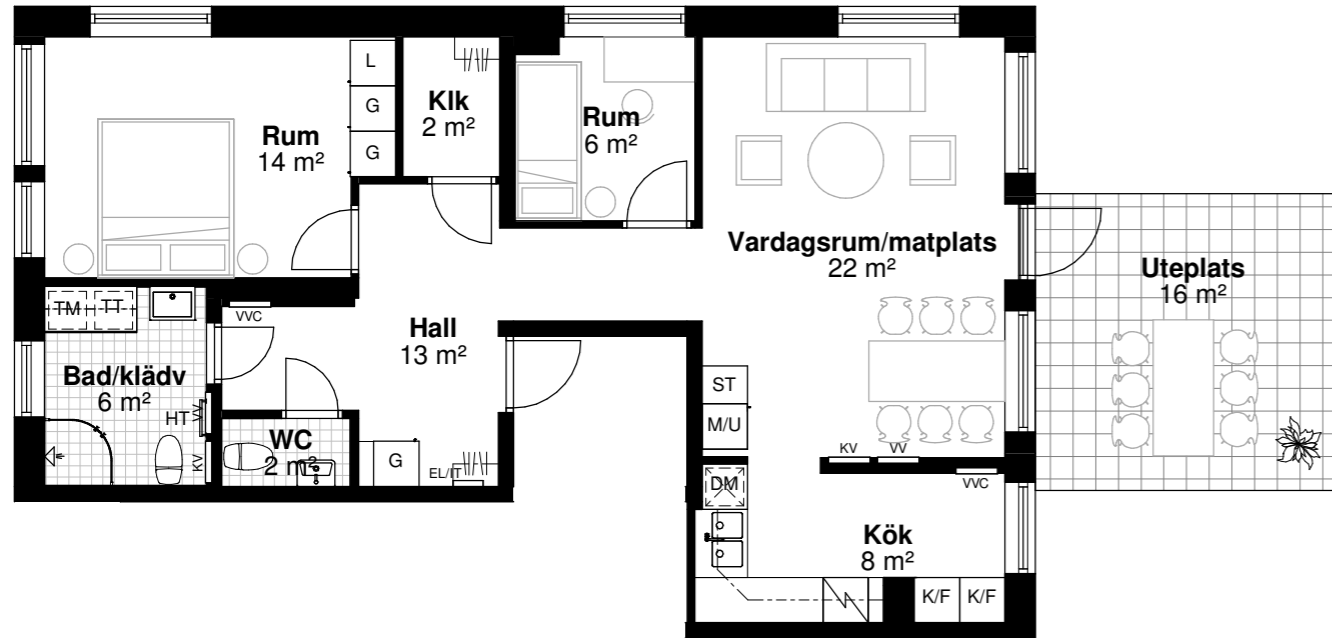 L
G
G
Klk
2 m²
Rum
14 m²
Rum
6 m²
Vardagsrum/matplats
22 m²
Uteplats
16 m²
TM
TT
VVC
Hall
13 m²
Bad/klädv
6 m²
HT
VV
KV
WC
2 m²
G
EL/IT
ST
M/U
KV
VV
VVC
DM
Kök
8 m²
K/F
K/F